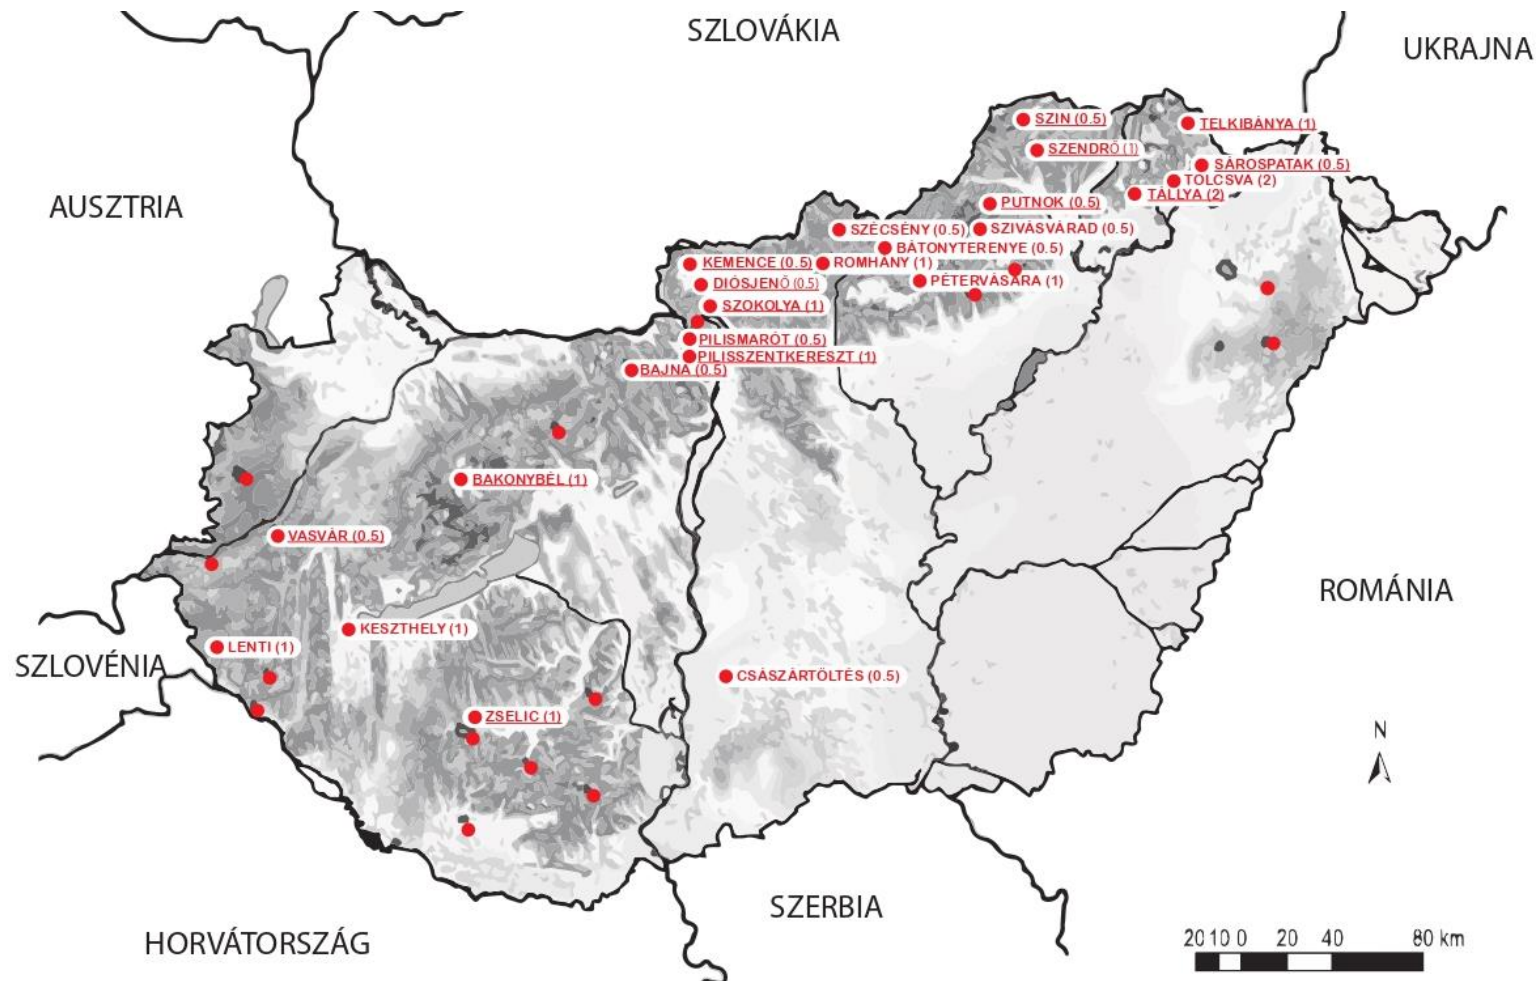 SZLOVÁKIA
UKRAJNA
SZIN (0.5)
TELKIBÁNYA (1)
SZENDRŐ (1)
SÁROSPATAK (0.5)
TOLCSVA (2)
TÁLLYA (2)
AUSZTRIA
PUTNOK (0.5)
SZÉCSÉNY (0.5)
SZIVÁSVÁRAD (0.5)
BÁTONYTERENYE (0.5)
KEMENCE (0.5)
ROMHÁNY (1)
DIÓSJENŐ (0.5)
PÉTERVÁSÁRA (1)
SZOKOLYA (1)
PILISMARÓT (0.5)
PILISSZENTKERESZT (1)
BAJNA (0.5)
BAKONYBÉL (1)
VASVÁR (0.5)
ROMÁNIA
KESZTHELY (1)
LENTI (1)
SZLOVÉNIA
CSÁSZÁRTÖLTÉS (0.5)
ZSELIC (1)
N
SZERBIA
HORVÁTORSZÁG
20 10 0 20 40 80 km